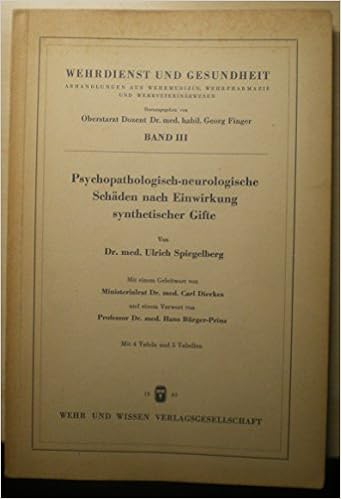 WEHRDIENST UND GESUNDHEIT
ABHANDLUNGEN AUS WEHRMEDIZIN, WEHRPHARMAZIE
UND WEHRVETERINÄRWESEN
Herausgegeben von
Oberstarzt Dozent Dr. med. habil. Georg Finger
BAND III
Psychopathologisch-neurologische
Schäden nach Einwirkung
synthetischer Gifte
Von
Dr. med. Ulrich Spiegelberg
Mit einem Geleitwort von
Ministerialrat Dr. med. Carl Dierkes
und einem Vorwort von
Professor Dr. med. Hans Bürger-Prinz
Mit 4 Tafeln und 5 Tabellen
19
WEHR UND WISSEN VERLAGSGESELLSCHAFT